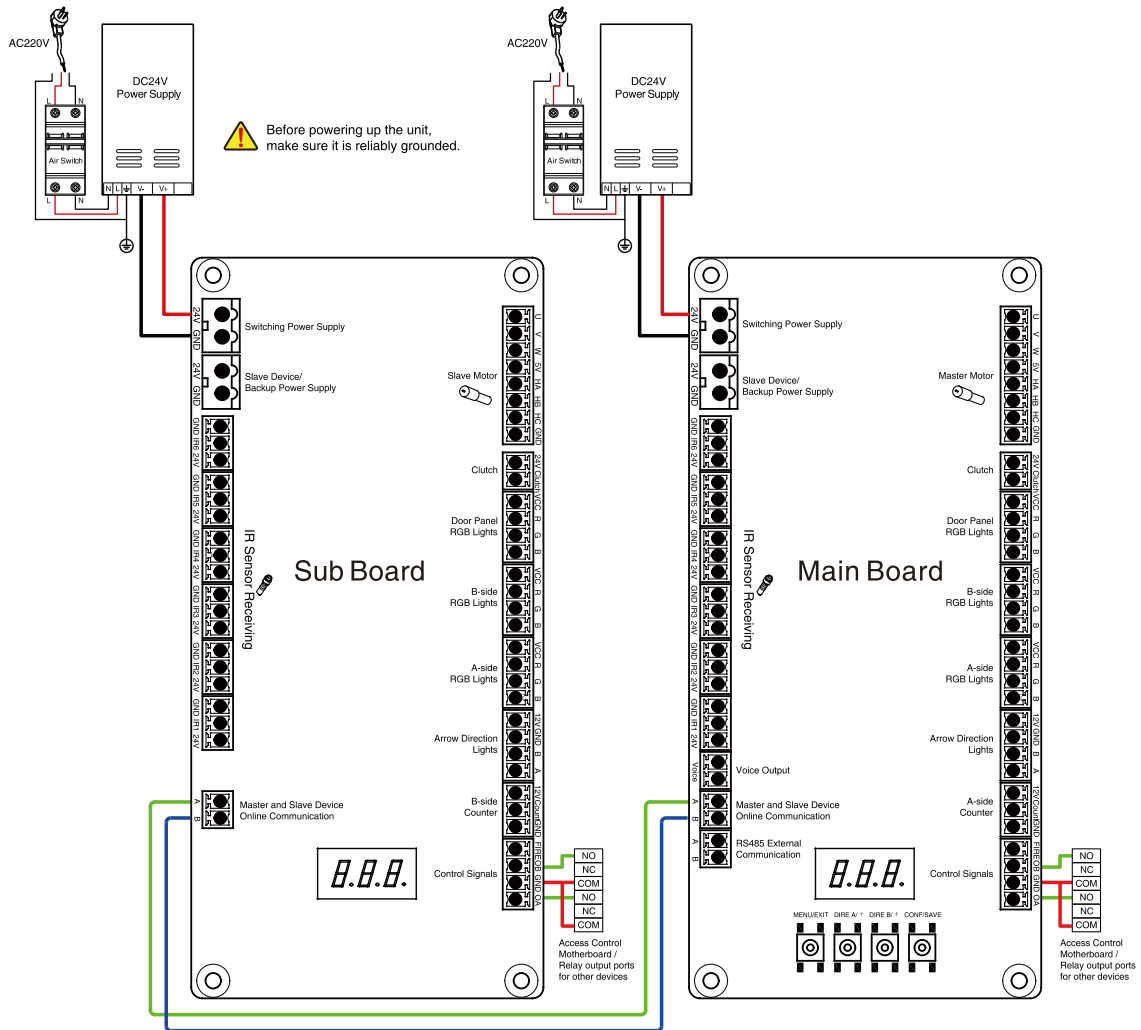 AC220V
DC24V
Power Supply
L
N
Air Switch
L
N
N
L
V-
V+
Before powering up the unit,
make sure it is reliably grounded.
AC220V
DC24V
Power Supply
L
N
Air Switch
L
N
N
L
V-
V+
24V
GND
Switching Power Supply
24V
GND
Slave Device/
Backup Power Supply
GND IR6 24V
GND IR5 24V
GND IR4 24V
GND IR3 24V
GND IR2 24V
GND IR1 24V
IR Sensor Receiving
Sub Board
A
B
Master and Slave Device
Online Communication
8.8.8.
Slave Motor
U
V
W
5V
HA
HB
HC
GND
Clutch
24V
Clutch
Door Panel
RGB Lights
VCC
R
G
B
B-side
RGB Lights
VCC
R
G
B
A-side
RGB Lights
VCC
R
G
B
Arrow Direction
Lights
12V
GND
B
A
B-side
Counter
12V
Count
GND
Control Signals
FIRE
OB
GND
OA
NO
NC
COM
NO
NC
COM
Access Control
Motherboard /
Relay output ports
for other devices
24V
GND
Switching Power Supply
24V
GND
Slave Device/
Backup Power Supply
GND IR6 24V
GND IR5 24V
GND IR4 24V
GND IR3 24V
GND IR2 24V
GND IR1 24V
IR Sensor Receiving
Main Board
Voice
Voice Output
A
B
Master and Slave Device
Online Communication
A
B
RS485 External
Communication
8.8.8.
MENU/EXIT
DIRE A/ +
DIRE B/ +
CONF/SAVE
Master Motor
U
V
W
5V
HA
HB
HC
GND
Clutch
24V
Clutch
Door Panel
RGB Lights
VCC
R
G
B
B-side
RGB Lights
VCC
R
G
B
A-side
RGB Lights
VCC
R
G
B
Arrow Direction
Lights
12V
GND
B
A
A-side
Counter
12V
Count
GND
Control Signals
FIRE
OB
GND
OA
NO
NC
COM
NO
NC
COM
Access Control
Motherboard /
Relay output ports
for other devices